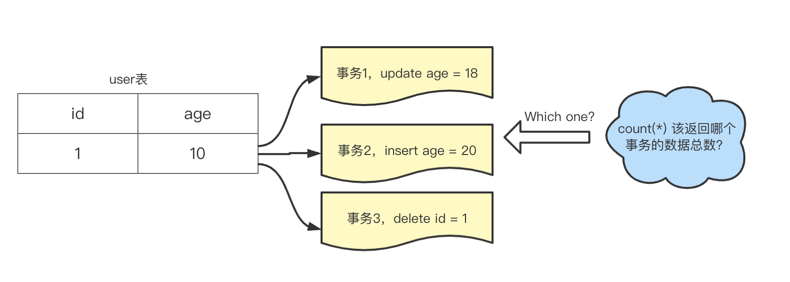 user表
id age
1 10
事务1，update age = 18
事务2，insert age = 20
事务3，delete id = 1
Which one?
count(*) 该返回哪个
事务的数据总数?